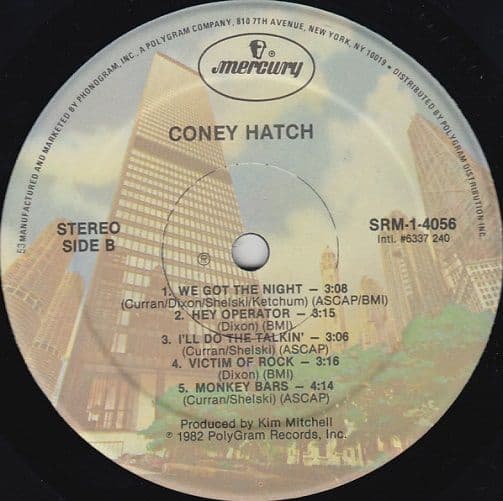 53 MANUFACTURED AND MARKETED BY PHONOGRAM, INC., A POLYGRAM COMPANY, 810 7TH AVENUE, NEW YORK, NY 10019 • DISTRIBUTED BY POLYGRAM DISTRIBUTION INC.
mercury
®
CONEY HATCH
STEREO
SIDE B
SRM-1-4056
Intl. #6337 240
1. WE GOT THE NIGHT – 3:08
(Curran/Dixon/Shelski/Ketchum) (ASCAP/BMI)
2. HEY OPERATOR – 3:15
(Dixon) (BMI)
3. I'LL DO THE TALKIN' – 3:06
(Curran/Shelski) (ASCAP)
4. VICTIM OF ROCK – 3:16
(Dixon) (BMI)
5. MONKEY BARS – 4:14
(Curran/Shelski) (ASCAP)
Produced by Kim Mitchell
℗ 1982 PolyGram Records, Inc.